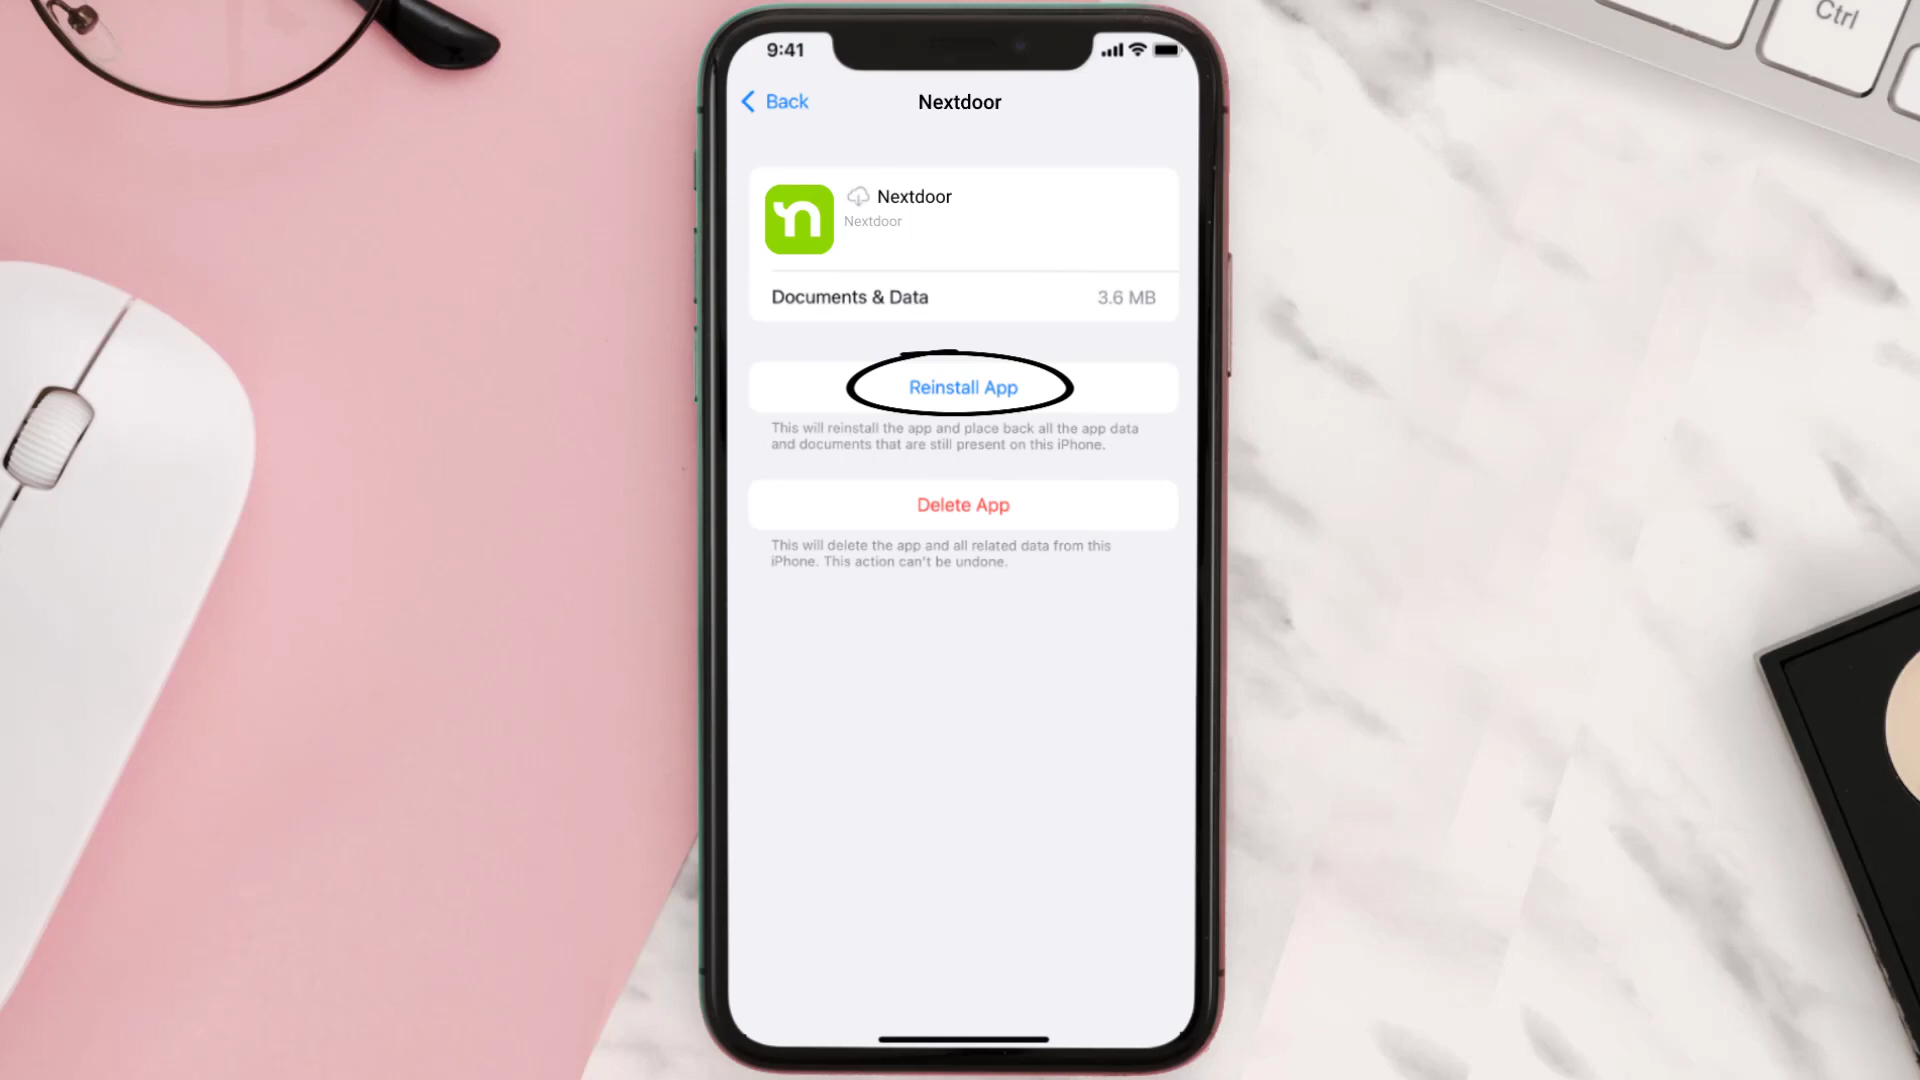 Ctrl
9:41
Back
Nextdoor
Nextdoor
Nextdoor
Documents & Data 3.6 MB
Reinstall App
This will reinstall the app and place back all the app data
and documents that are still present on this iPhone.
Delete App
This will delete the app and all related data from this
iPhone. This action can't be undone.